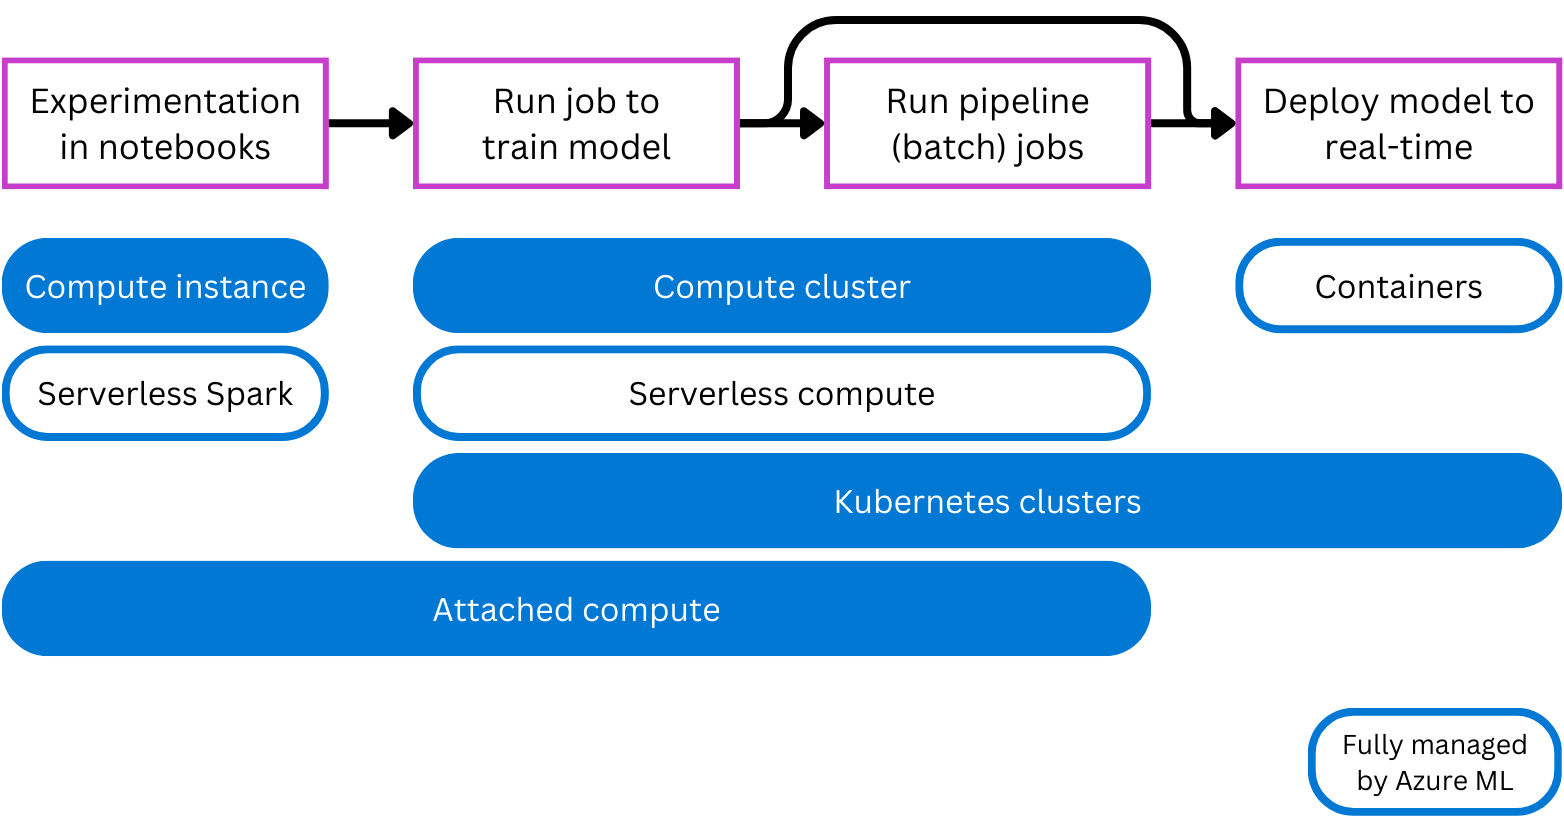 Experimentation
in notebooks
Run job to
train model
Run pipeline
(batch) jobs
Deploy model to
real-time
Compute instance
Compute cluster
Containers
Serverless Spark
Serverless compute
Kubernetes clusters
Attached compute
Fully managed
by Azure ML